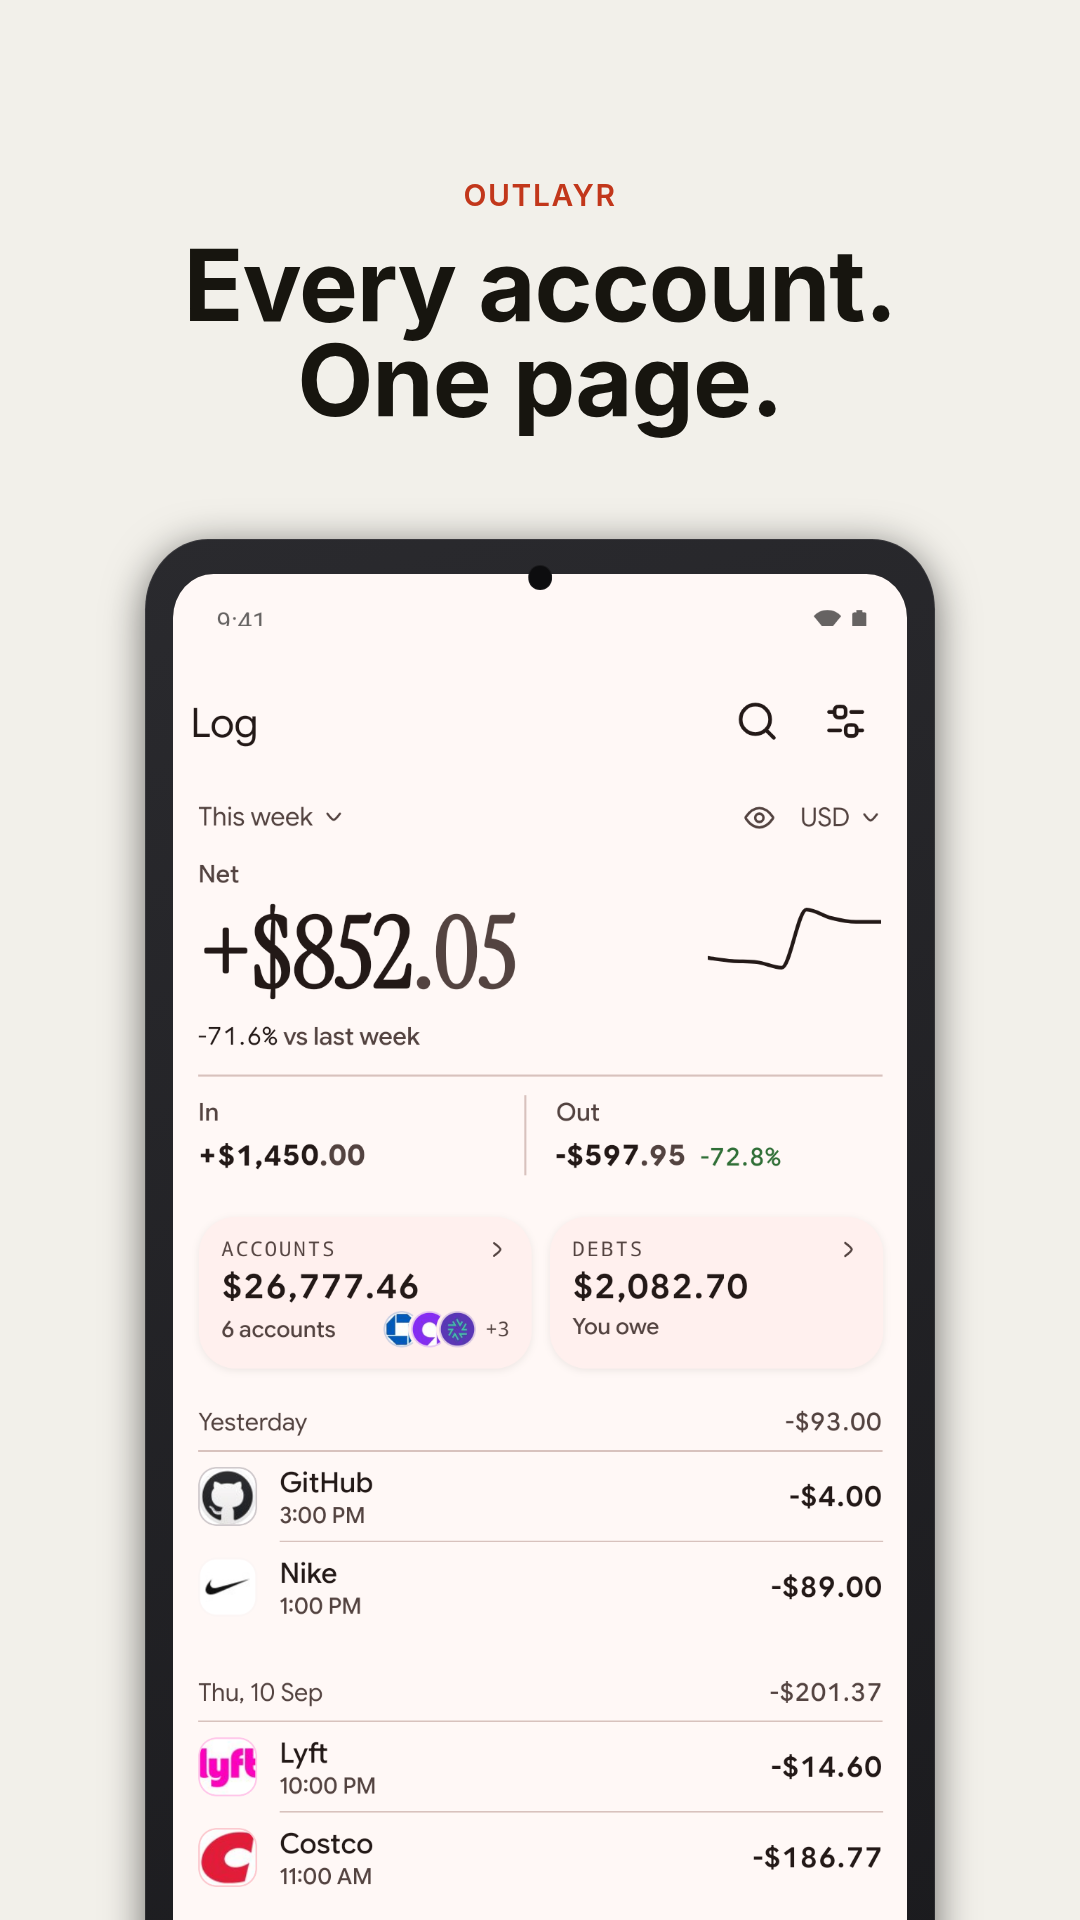 OUTLAYR
Every account.
One page.
9:41
Log
This week
USD
Net
+$852.05
-71.6% vs last week
In
Out
+$1,450.00
-$597.95 -72.8%
ACCOUNTS
DEBTS
$26,777.46
$2,082.70
6 accounts
+3
You owe
Yesterday
-$93.00
GitHub
3:00 PM
-$4.00
Nike
1:00 PM
-$89.00
Thu, 10 Sep
-$201.37
lyft
Lyft
10:00 PM
-$14.60
Costco
11:00 AM
-$186.77